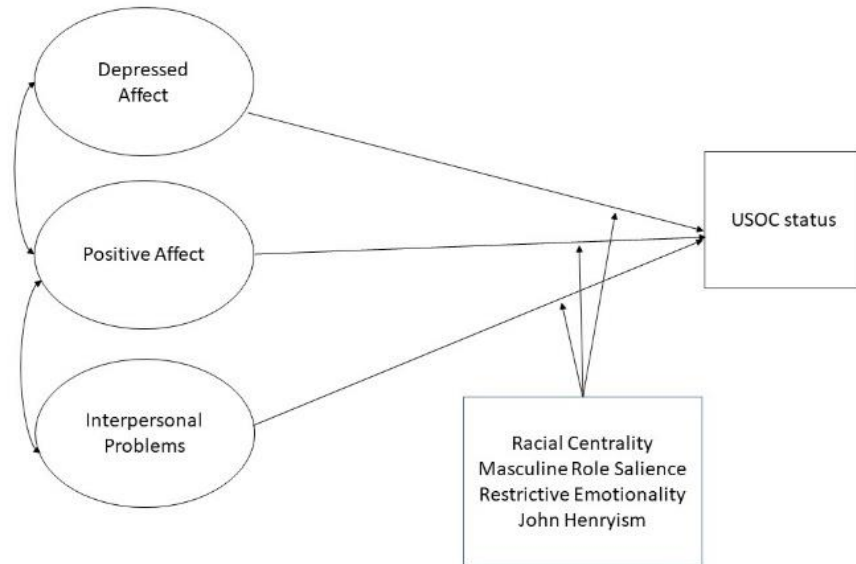 Depressed
Affect
USOC status
Positive Affect
Interpersonal
Problems
Racial Centrality
Masculine Role Salience
Restrictive Emotionality
John Henryism